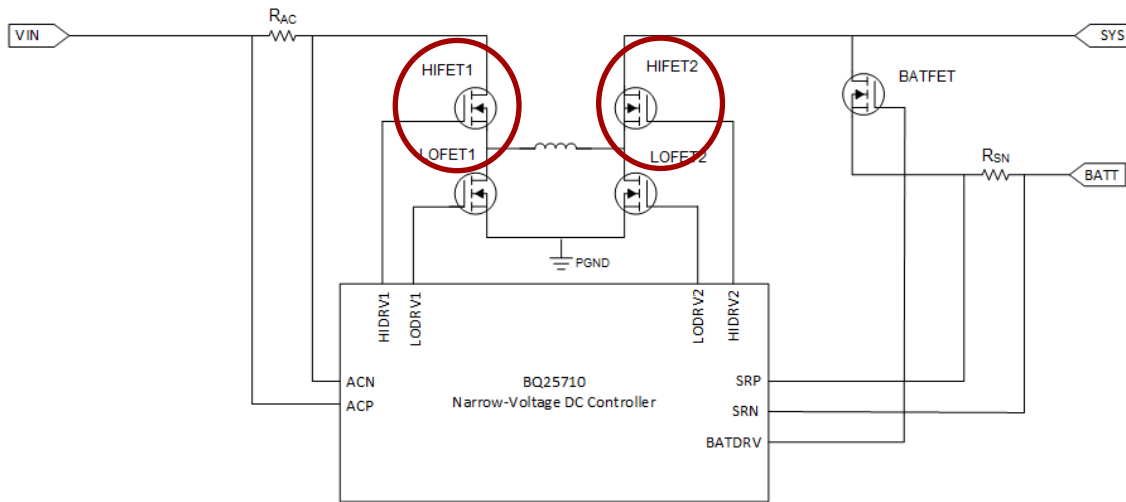 VIN
RAC
SYS
HIFET1
HIFET2
BATFET
LOFET1
LOFET2
RSN
BATT
PGND
HIDRV1
LODRV1
LODRV2
HIDRV2
ACN
ACP
BQ25710
Narrow-Voltage DC Controller
SRP
SRN
BATDRV